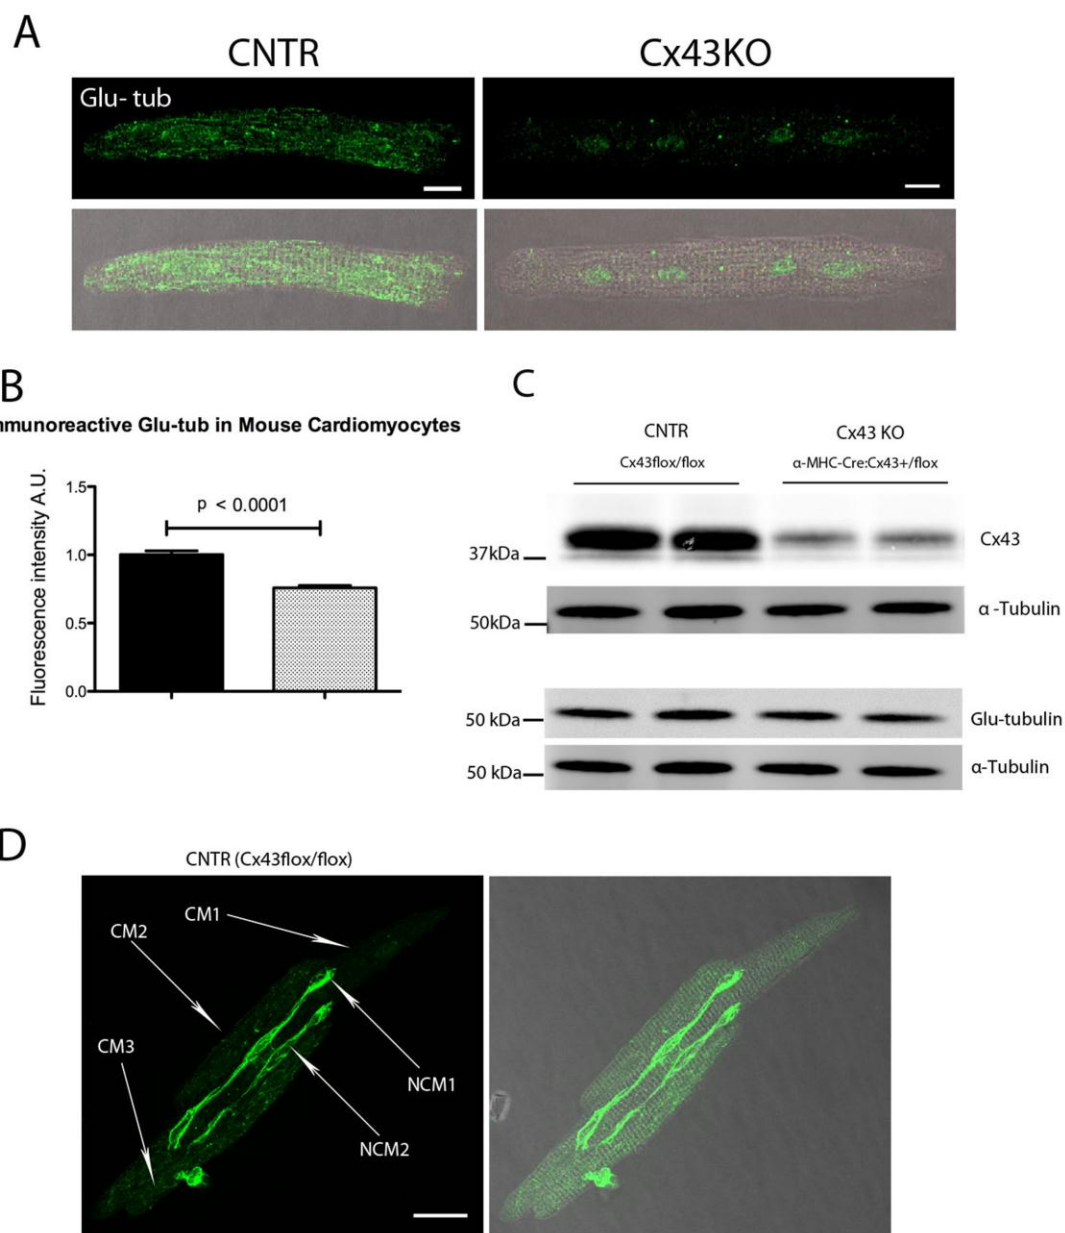 A
CNTR
Cx43KO
Glu- tub
B
mmunoreactive Glu-tub in Mouse Cardiomyocytes
Fluorescence intensity A.U.
1.5
p < 0.0001
1.0
0.5
0.0
C
CNTR
Cx43flox/flox
Cx43 KO
α-MHC-Cre:Cx43+/flox
37kDa
Cx43
50kDa
α -Tubulin
50 kDa
Glu-tubulin
50 kDa
α-Tubulin
D
CNTR (Cx43flox/flox)
CM1
CM2
CM3
NCM1
NCM2